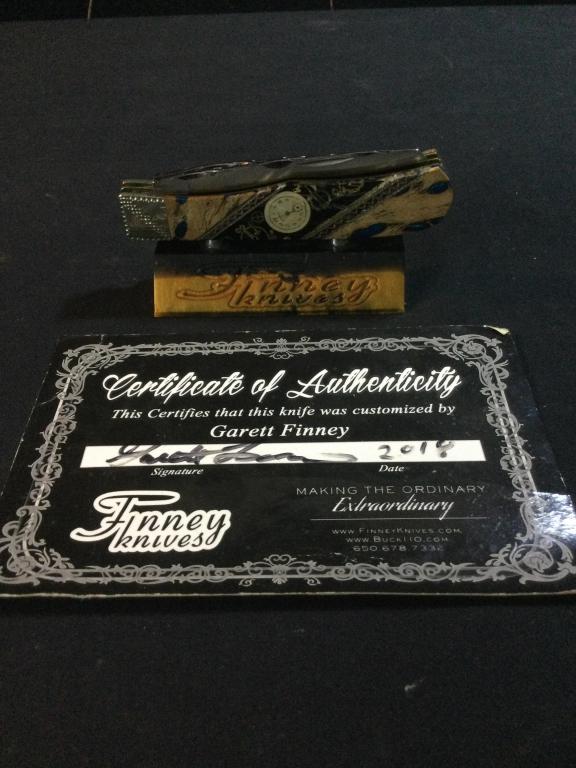 Finney
knives
Certificate of Authenticity
This Certifies that this knife was customized by
Garett Finney
Signature
Date
Finney
knives
MAKING THE ORDINARY
Extraordinary
www.FinneyKnives.com
www.Buck110.com
650.678.7332